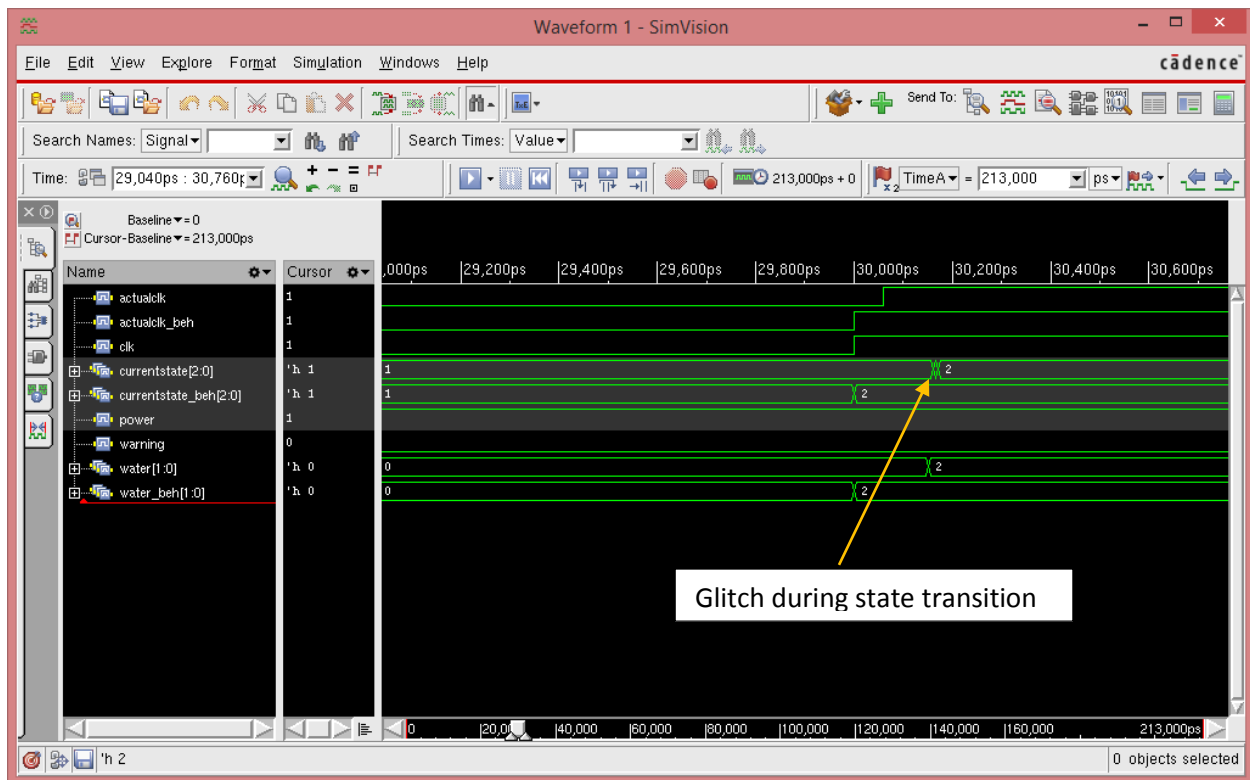 Waveform 1 - SimVision
File Edit View Explore Format Simulation Windows Help
cādence
Send To:
Search Names: Signal
Search Times: Value
Time: 29,040ps : 30,760p
213,000ps + 0
TimeA = 213,000 ps
Baseline = 0
Cursor-Baseline = 213,000ps
Name Cursor
,000ps 29,200ps 29,400ps 29,600ps 29,800ps 30,000ps 30,200ps 30,400ps 30,600ps
actualclk 1
actualclk_beh 1
clk 1
currentstate[2:0] 'h 1 1 2
currentstate_beh[2:0] 'h 1 1 2
power 1
warning 0
water[1:0] 'h 0 0 2
water_beh[1:0] 'h 0 0 2
Glitch during state transition
0 20,0 40,000 60,000 80,000 100,000 120,000 140,000 160,000 213,000ps
'h 2
0 objects selected